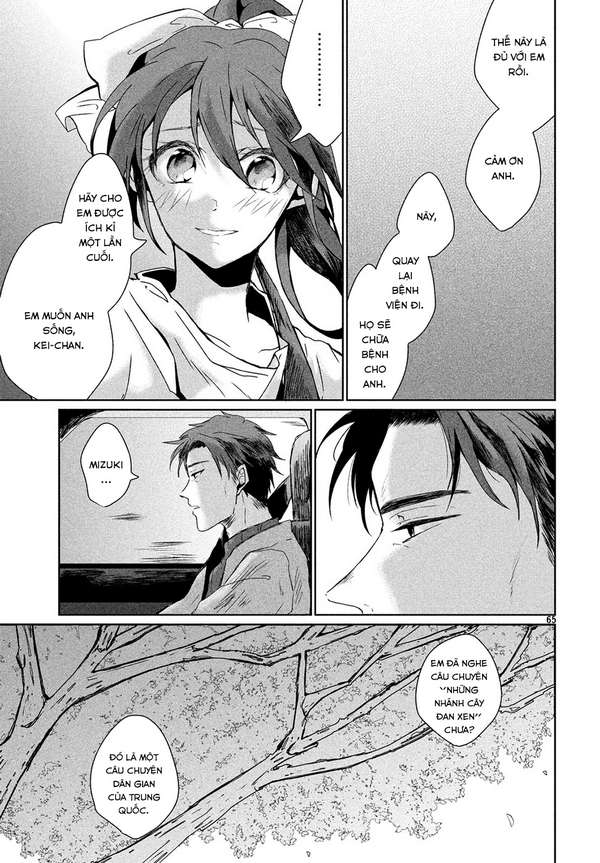 THẾ NÀY LÀ
ĐỦ VỚI EM
RỒI.
CẢM ƠN
ANH.
NÀY,
QUAY
LẠI
BỆNH
VIỆN ĐI.
HỌ SẼ
CHỮA
BỆNH
CHO
ANH.
..........
HÃY CHO
EM ĐƯỢC
ÍCH KỈ
MỘT LẦN
CUỐI.
EM MUỐN ANH
SỐNG,
KEI-CHAN.
MIZUKI
...
65
EM ĐÃ NGHE
CÂU CHUYỆN
"NHỮNG
NHÁNH CÂY
ĐAN XEN"
CHƯA?
ĐÓ LÀ MỘT
CÂU CHUYỆN
DÂN GIAN
CỦA TRUNG
QUỐC.